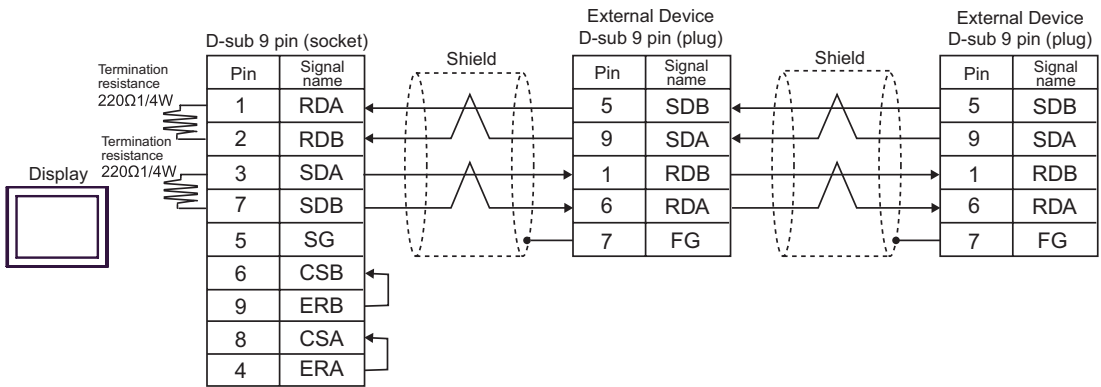 External Device
D-sub 9 pin (plug)
External Device
D-sub 9 pin (plug)
D-sub 9 pin (socket)
Shield
Shield
Termination
resistance
220Ω1/4W
Termination
resistance
220Ω1/4W
Display
Pin Signal name
1 RDA
2 RDB
3 SDA
7 SDB
5 SG
6 CSB
9 ERB
8 CSA
4 ERA
Pin Signal name
5 SDB
9 SDA
1 RDB
6 RDA
7 FG
Pin Signal name
5 SDB
9 SDA
1 RDB
6 RDA
7 FG